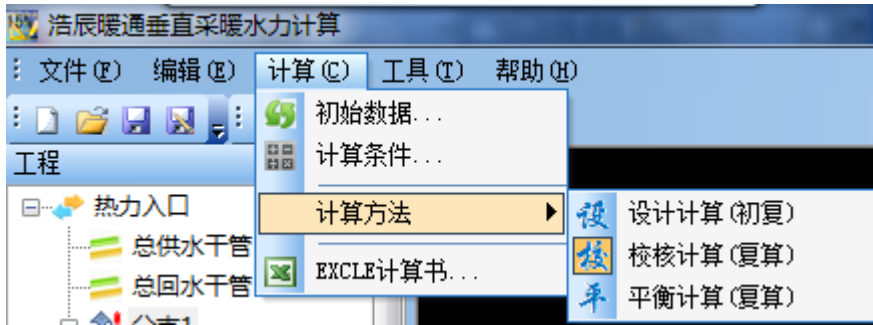 浩辰暖通垂直采暖水力计算
文件(F) 编辑(E) 计算(C) 工具(T) 帮助(H)
初始数据...
工程
计算条件...
热力入口
计算方法
设 设计计算(初复)
总供水干管
校 校核计算(复算)
总回水干管
EXCLE计算书...
平 平衡计算(复算)
分支1